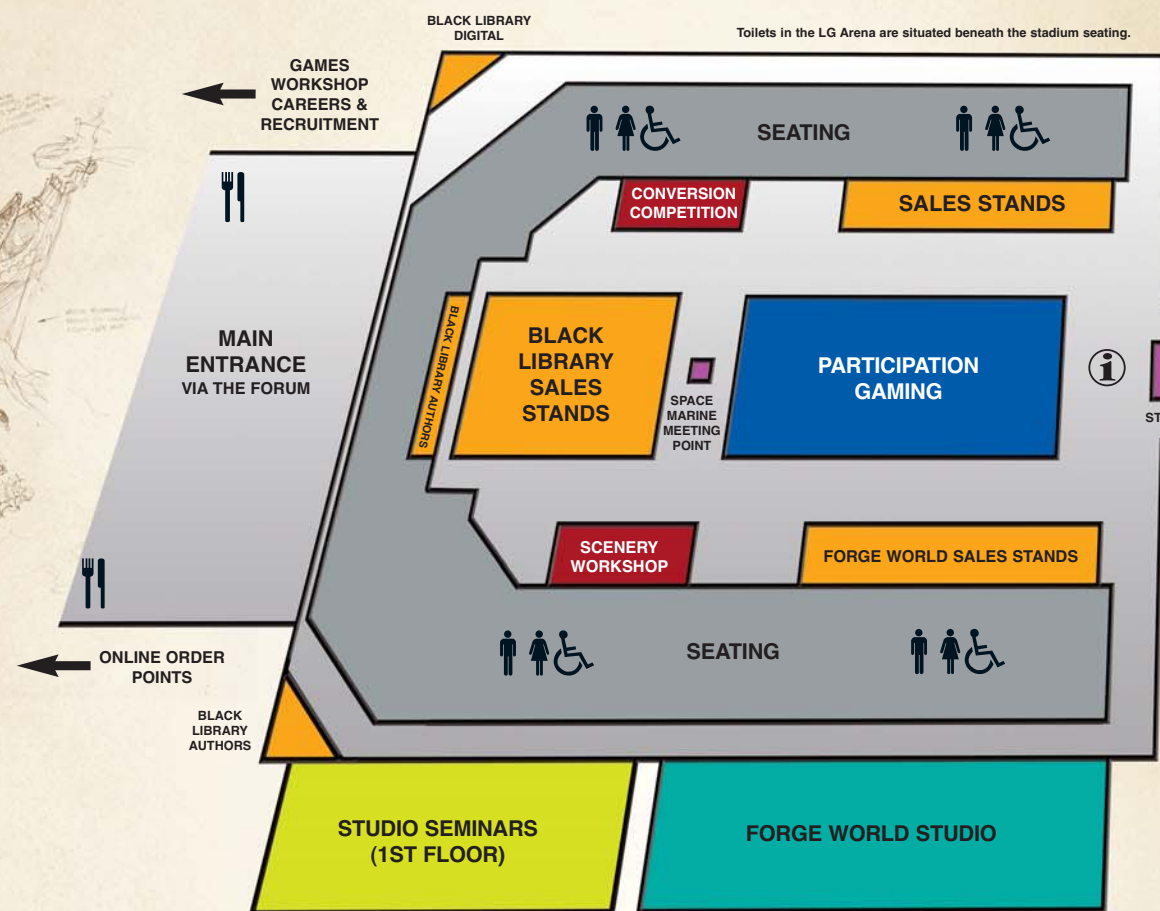 BLACK LIBRARY
DIGITAL
Toilets in the LG Arena are situated beneath the stadium seating.
GAMES
WORKSHOP
CAREERS &
RECRUITMENT
SEATING
CONVERSION
COMPETITION
SALES STANDS
MAIN
ENTRANCE
VIA THE FORUM
BLACK LIBRARY AUTHORS
BLACK
LIBRARY
SALES
STANDS
SPACE
MARINE
MEETING
POINT
PARTICIPATION
GAMING
i
ST
SCENERY
WORKSHOP
FORGE WORLD SALES STANDS
SEATING
ONLINE ORDER
POINTS
BLACK
LIBRARY
AUTHORS
STUDIO SEMINARS
(1ST FLOOR)
FORGE WORLD STUDIO